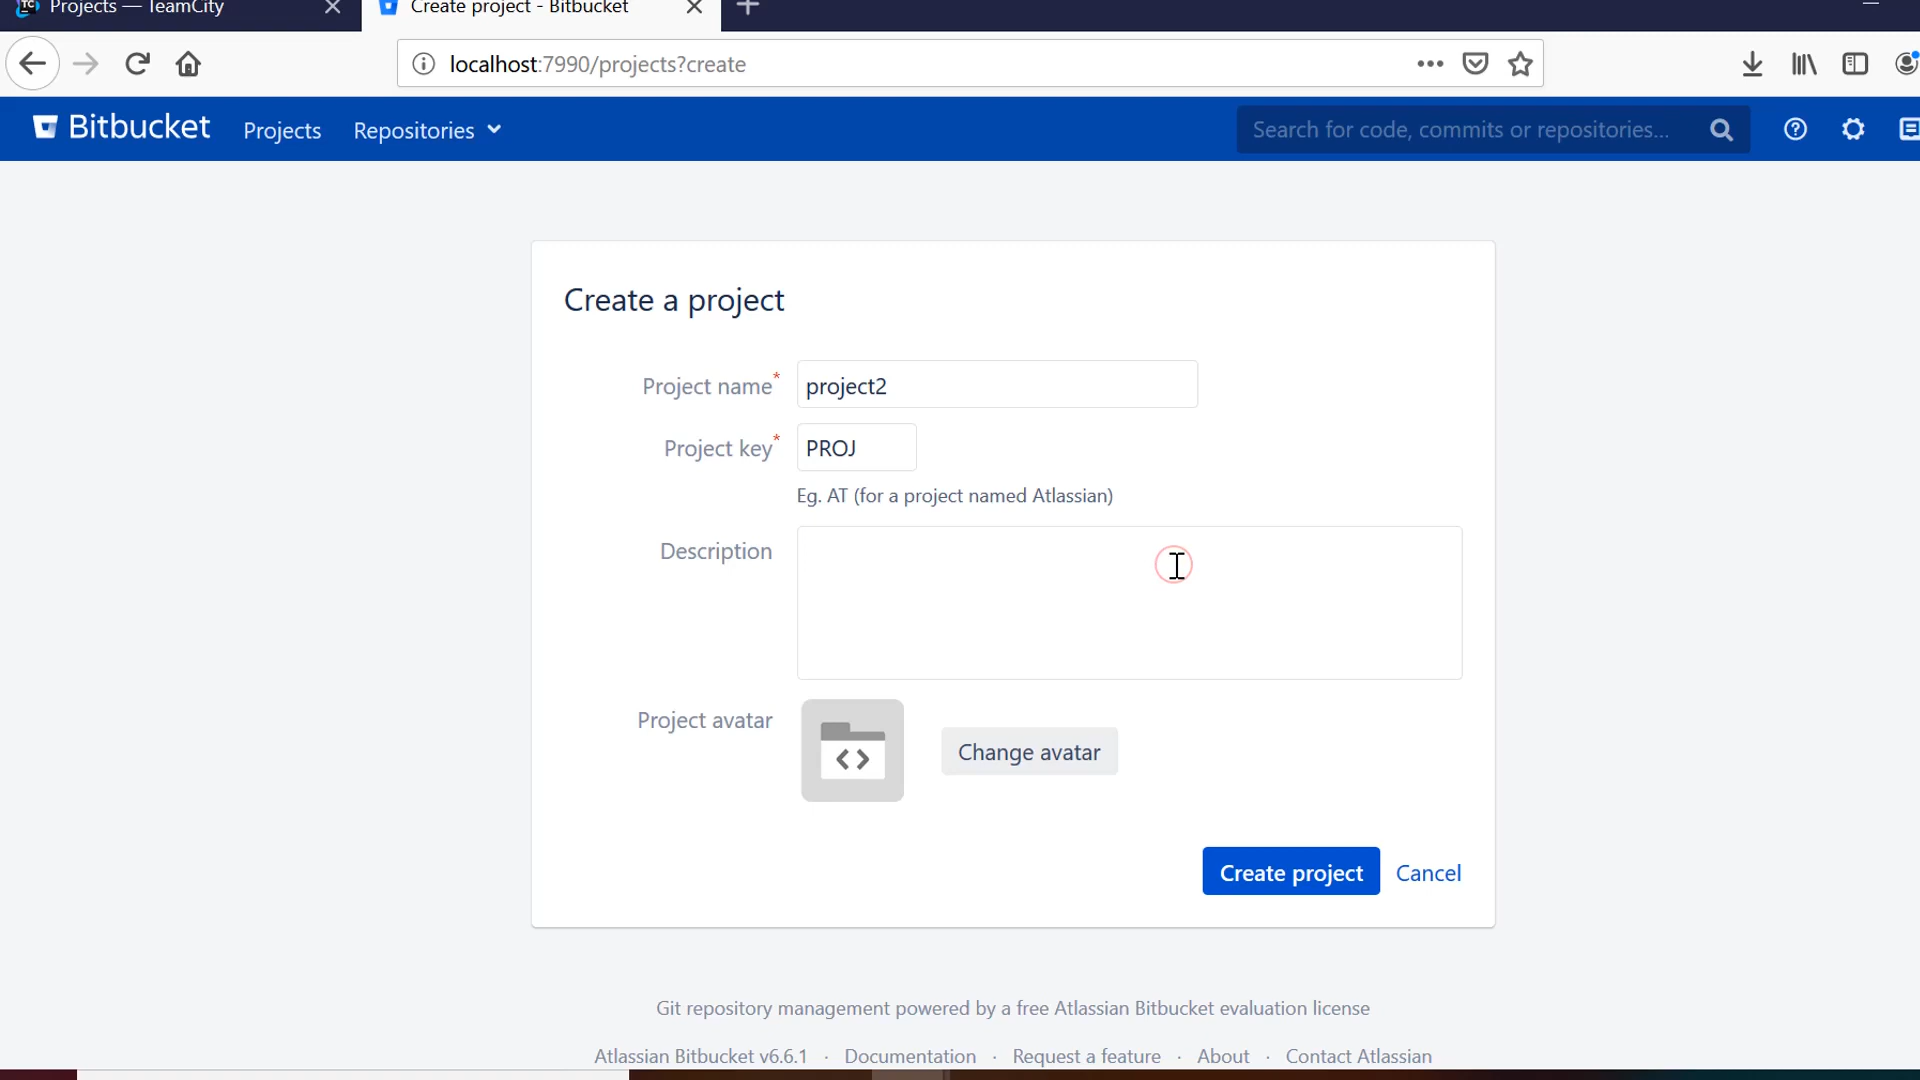 Projects — TeamCity
Create project - Bitbucket
localhost:7990/projects?create
Bitbucket
Projects
Repositories
Search for code, commits or repositories...
Create a project
Project name*
project2
Project key*
PROJ
Eg. AT (for a project named Atlassian)
Description
Project avatar
Change avatar
Create project
Cancel
Git repository management powered by a free Atlassian Bitbucket evaluation license
Atlassian Bitbucket v6.6.1 · Documentation · Request a feature · About · Contact Atlassian